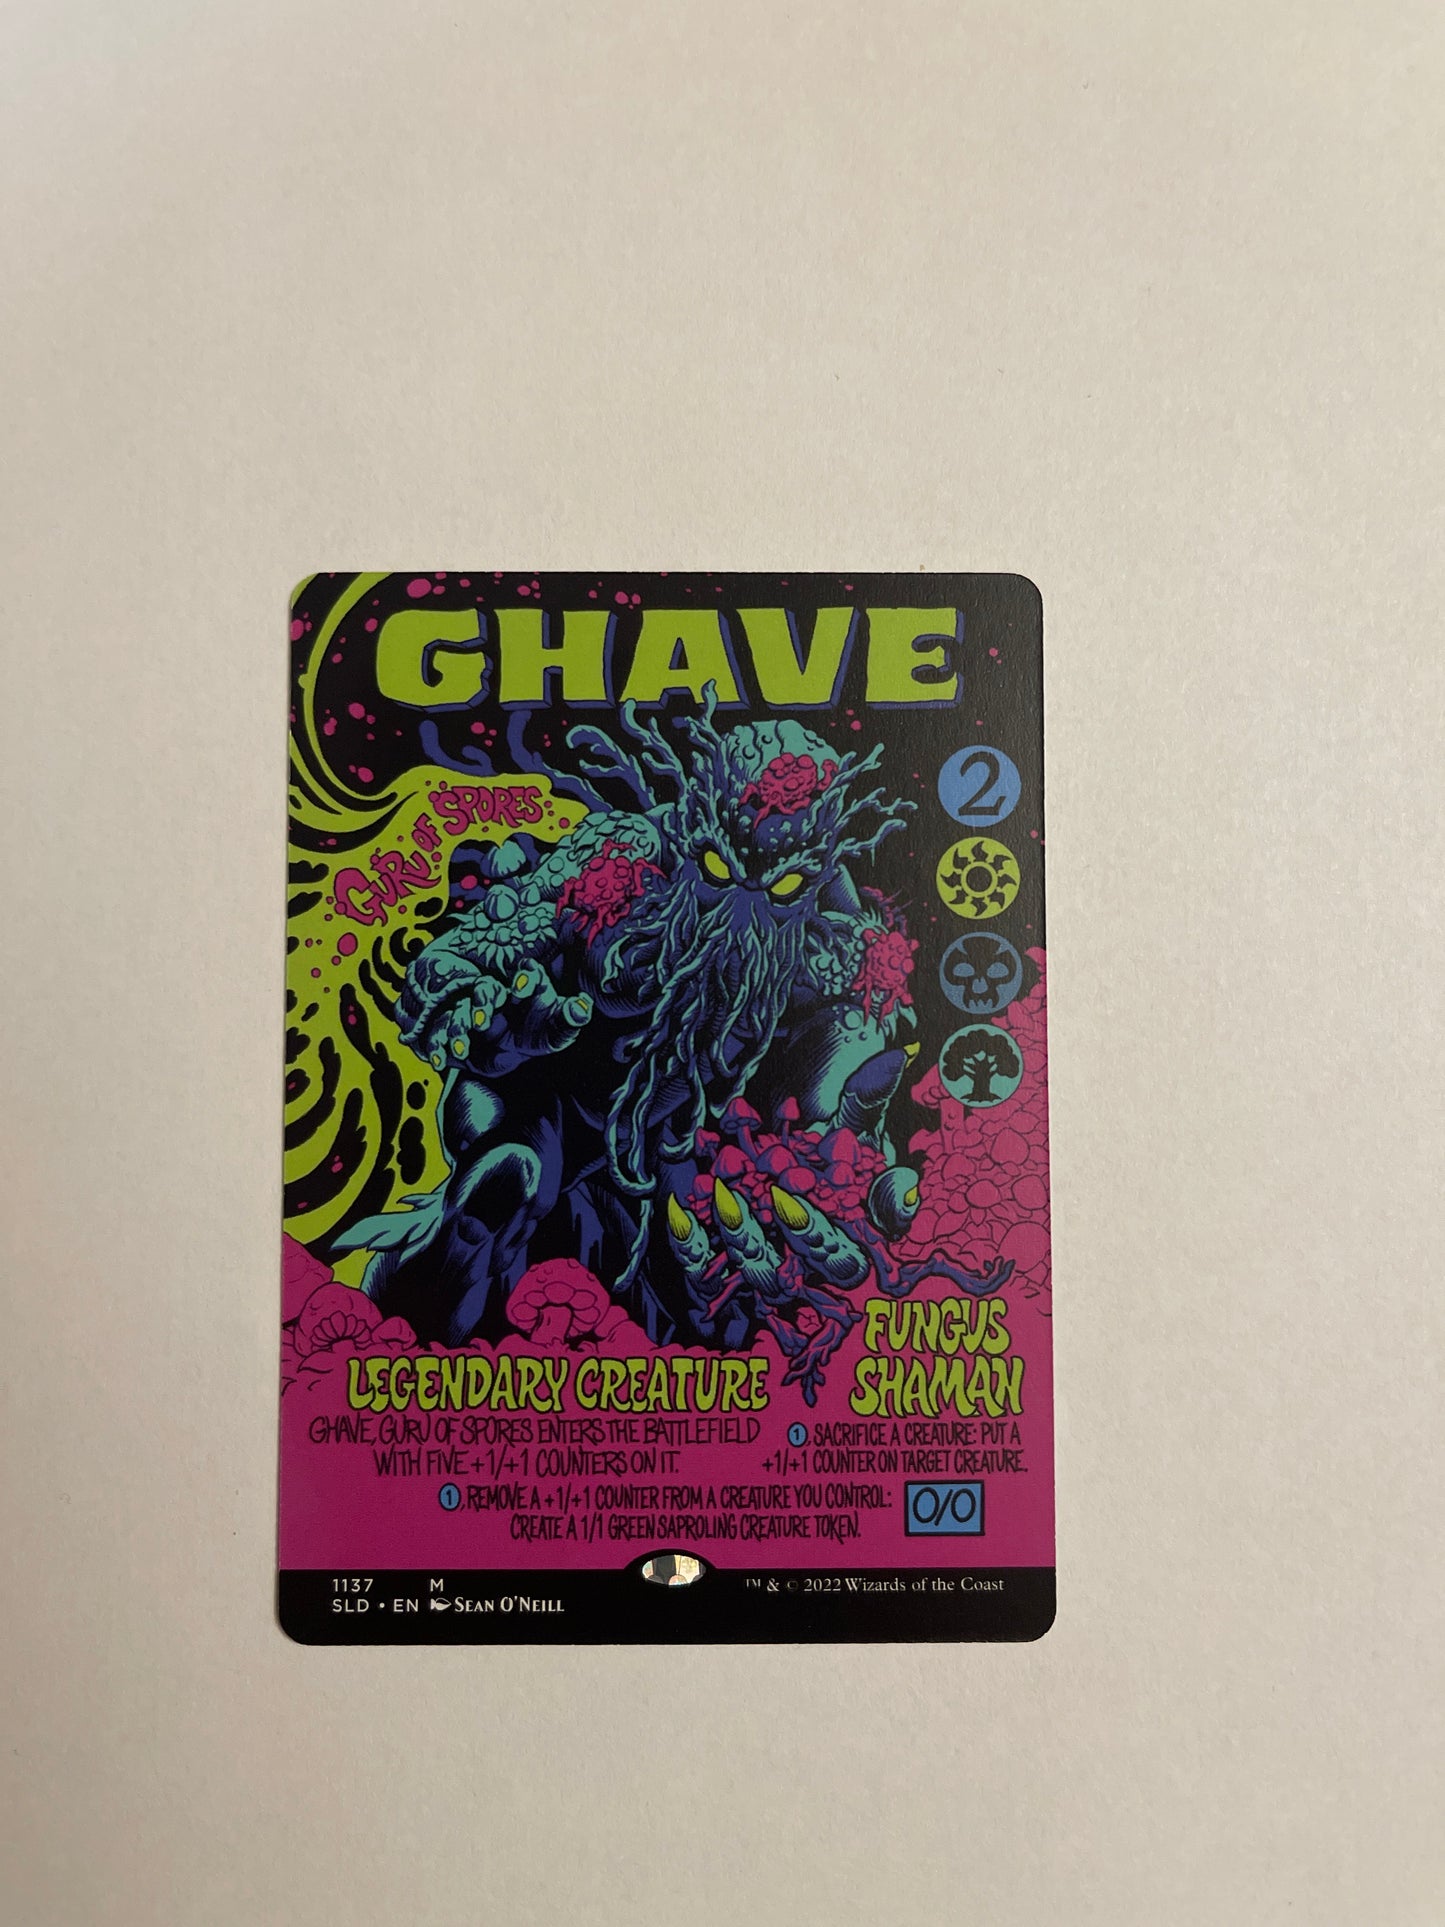 GHAVE
GURU OF SPORES
2
LEGENDARY CREATURE
FUNGUS
SHAMAN
GHAVE, GURU OF SPORES ENTERS THE BATTLEFIELD
WITH FIVE +1/+1 COUNTERS ON IT.
1, SACRIFICE A CREATURE: PUT A
+1/+1 COUNTER ON TARGET CREATURE.
1, REMOVE A +1/+1 COUNTER FROM A CREATURE YOU CONTROL:
CREATE A 1/1 GREEN SAPROLING CREATURE TOKEN.
0/0
1137 M
SLD • EN SEAN O'NEILL
™ & © 2022 Wizards of the Coast